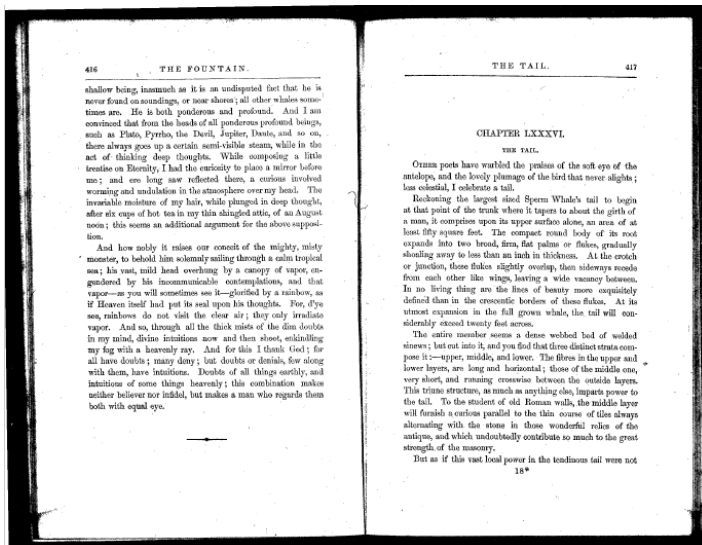 416 THE FOUNTAIN.
shallow being, inasmuch as it is an undisputed fact that he is
never found on soundings, or near shores; all other whales some-
times are. He is both ponderous and profound. And I am
convinced that from the heads of all ponderous profound beings,
such as Plato, Pyrrho, the Devil, Jupiter, Dante, and so on,
there always goes up a certain semi-visible steam, while in the
act of thinking deep thoughts. While composing a little
treatise on Eternity, I had the curiosity to place a mirror before
me; and ere long saw reflected there, a curious involved
worming and undulation in the atmosphere over my head. The
invariable moisture of my hair, while plunged in deep thought,
after six cups of hot tea in my thin shingled attic, of an August
noon; this seems an additional argument for the above supposi-
tion.
And how nobly it raises our conceit of the mighty, misty
monster, to behold him solemnly sailing through a calm tropical
sea; his vast, mild head overhung by a canopy of vapor, en-
gendered by his incommunicable contemplations, and that
vapor—as you will sometimes see it—glorified by a rainbow, as
if Heaven itself had put its seal upon his thoughts. For, d'ye
see, rainbows do not visit the clear air; they only irradiate
vapor. And so, through all the thick mists of the dim doubts
in my mind, divine intuitions now and then shoot, enkindling
my fog with a heavenly ray. And for this I thank God; for
all have doubts; many deny; but doubts or denials, few along
with them, have intuitions. Doubts of all things earthly, and
intuitions of some things heavenly; this combination makes
neither believer nor infidel, but makes a man who regards them
both with equal eye.
THE TAIL. 417
CHAPTER LXXXVI.
THE TAIL.
OTHER poets have warbled the praises of the soft eye of the
antelope, and the lovely plumage of the bird that never alights;
less celestial, I celebrate a tail.
Reckoning the largest sized Sperm Whale's tail to begin
at that point of the trunk where it tapers to about the girth of
a man, it comprises upon its upper surface alone, an area of at
least fifty square feet. The compact round body of its root
expands into two broad, firm, flat palms or flukes, gradually
shoaling away to less than an inch in thickness. At the crotch
or junction, these flukes slightly overlap, then sideways recede
from each other like wings, leaving a wide vacancy between.
In no living thing are the lines of beauty more exquisitely
defined than in the crescentic borders of these flukes. At its
utmost expansion in the full grown whale, the tail will con-
siderably exceed twenty feet across.
The entire member seems a dense webbed bed of welded
sinews; but cut into it, and you find that three distinct strata com-
pose it:—upper, middle, and lower. The fibres in the upper and
lower layers, are long and horizontal; those of the middle one,
very short, and running crosswise between the outside layers.
This triune structure, as much as anything else, imparts power to
the tail. To the student of old Roman walls, the middle layer
will furnish a curious parallel to the thin course of tiles always
alternating with the stone in those wonderful relics of the
antique, and which undoubtedly contribute so much to the great
strength of the masonry.
But as if this vast local power in the tendinous tail were not
18*